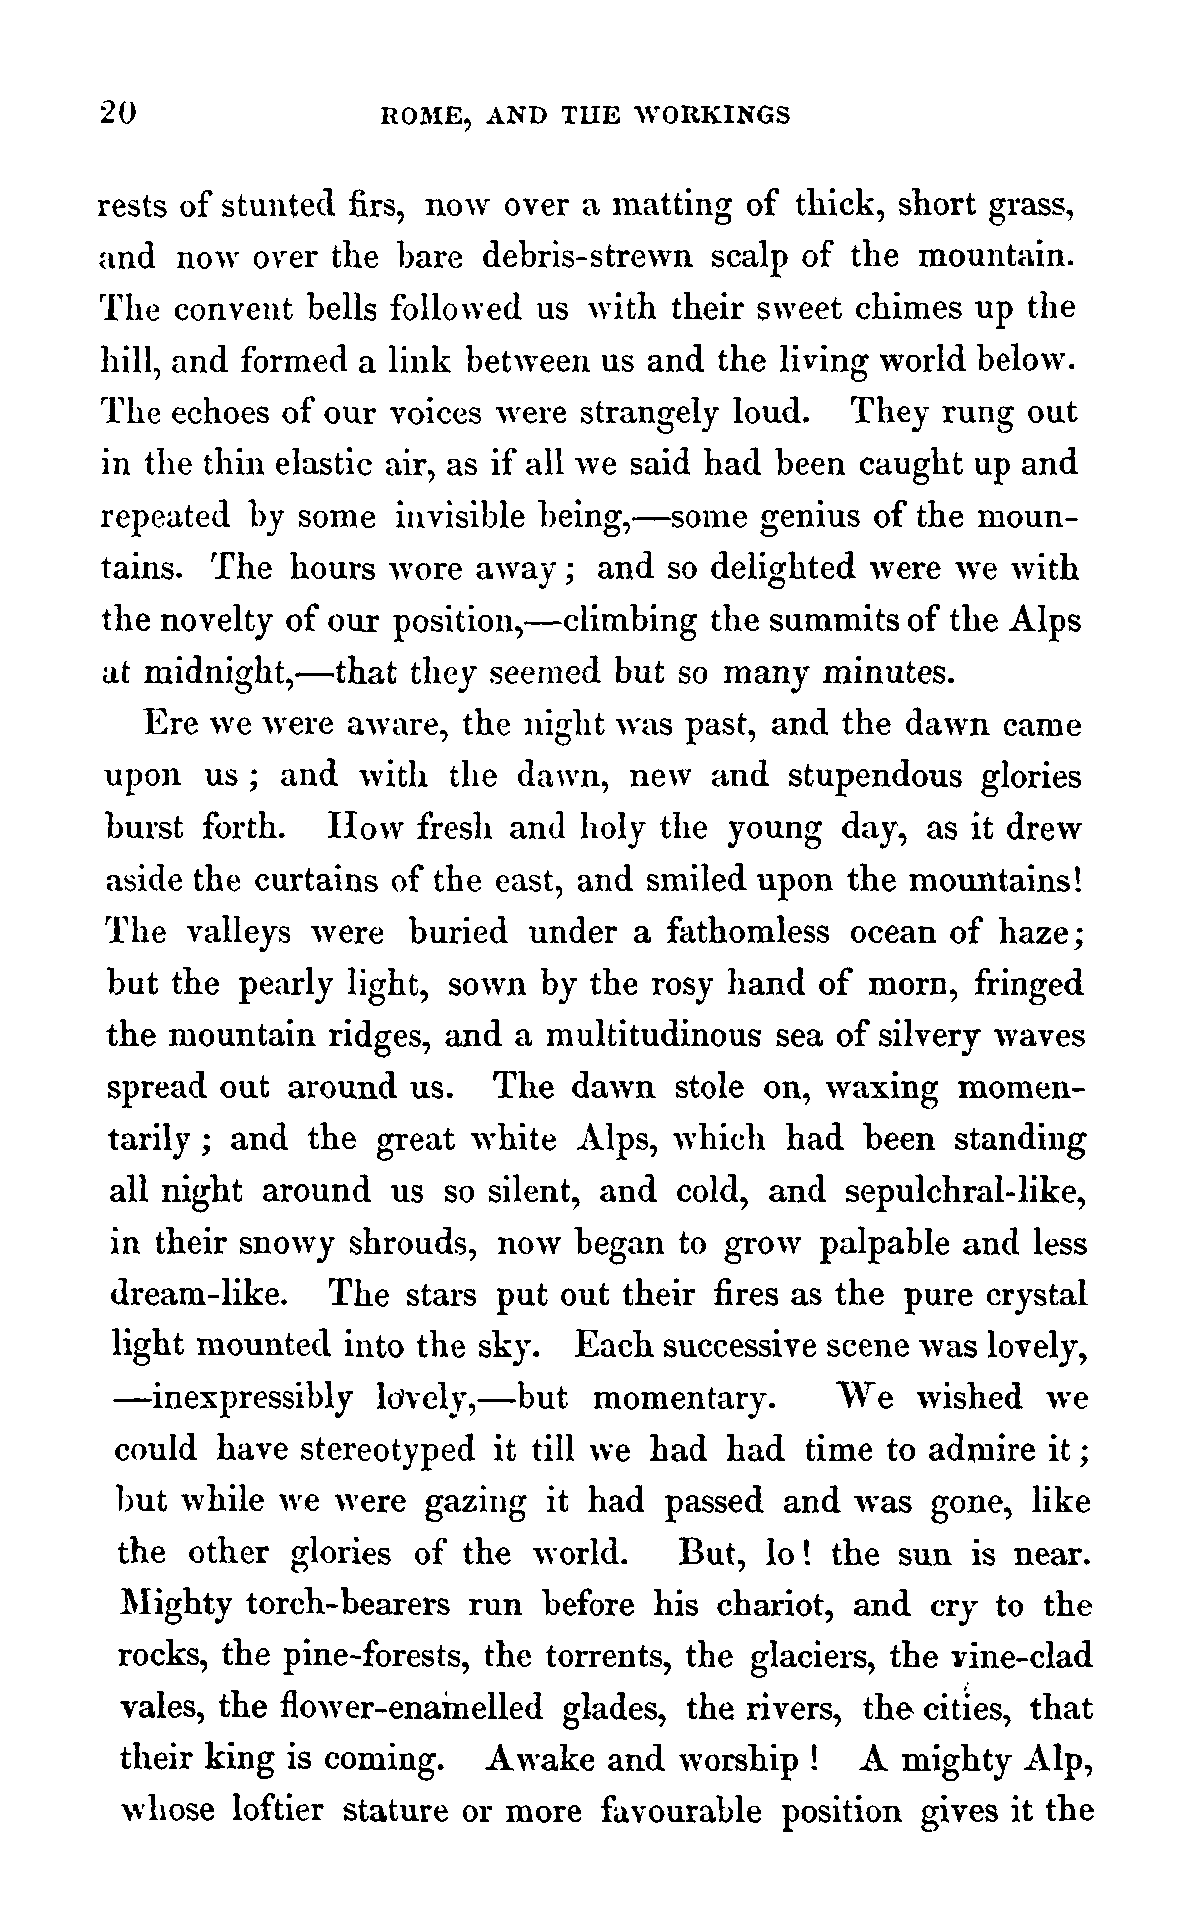 20 ROME, AND THE WORKINGS
rests of stunted firs, now over a matting of thick, short grass,
and now over the bare debris-strewn scalp of the mountain.
The convent bells followed us with their sweet chimes up the
hill, and formed a link between us and the living world below.
The echoes of our voices were strangely loud. They rung out
in the thin elastic air, as if all we said had been caught up and
repeated by some invisible being,—some genius of the moun-
tains. The hours wore away; and so delighted were we with
the novelty of our position,—climbing the summits of the Alps
at midnight,—that they seemed but so many minutes.
Ere we were aware, the night was past, and the dawn came
upon us; and with the dawn, new and stupendous glories
burst forth. How fresh and holy the young day, as it drew
aside the curtains of the east, and smiled upon the mountains!
The valleys were buried under a fathomless ocean of haze;
but the pearly light, sown by the rosy hand of morn, fringed
the mountain ridges, and a multitudinous sea of silvery waves
spread out around us. The dawn stole on, waxing momen-
tarily; and the great white Alps, which had been standing
all night around us so silent, and cold, and sepulchral-like,
in their snowy shrouds, now began to grow palpable and less
dream-like. The stars put out their fires as the pure crystal
light mounted into the sky. Each successive scene was lovely,
—inexpressibly lovely,—but momentary. We wished we
could have stereotyped it till we had had time to admire it;
but while we were gazing it had passed and was gone, like
the other glories of the world. But, lo! the sun is near.
Mighty torch-bearers run before his chariot, and cry to the
rocks, the pine-forests, the torrents, the glaciers, the vine-clad
vales, the flower-enamelled glades, the rivers, the cities, that
their king is coming. Awake and worship! A mighty Alp,
whose loftier stature or more favourable position gives it the